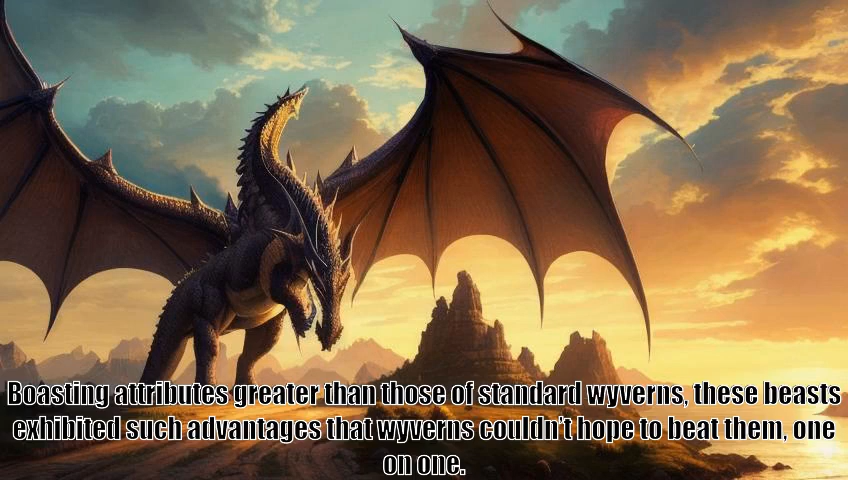 Boasting attributes greater than those of standard wyverns, these beasts
exhibited such advantages that wyverns couldn't hope to beat them, one
on one.